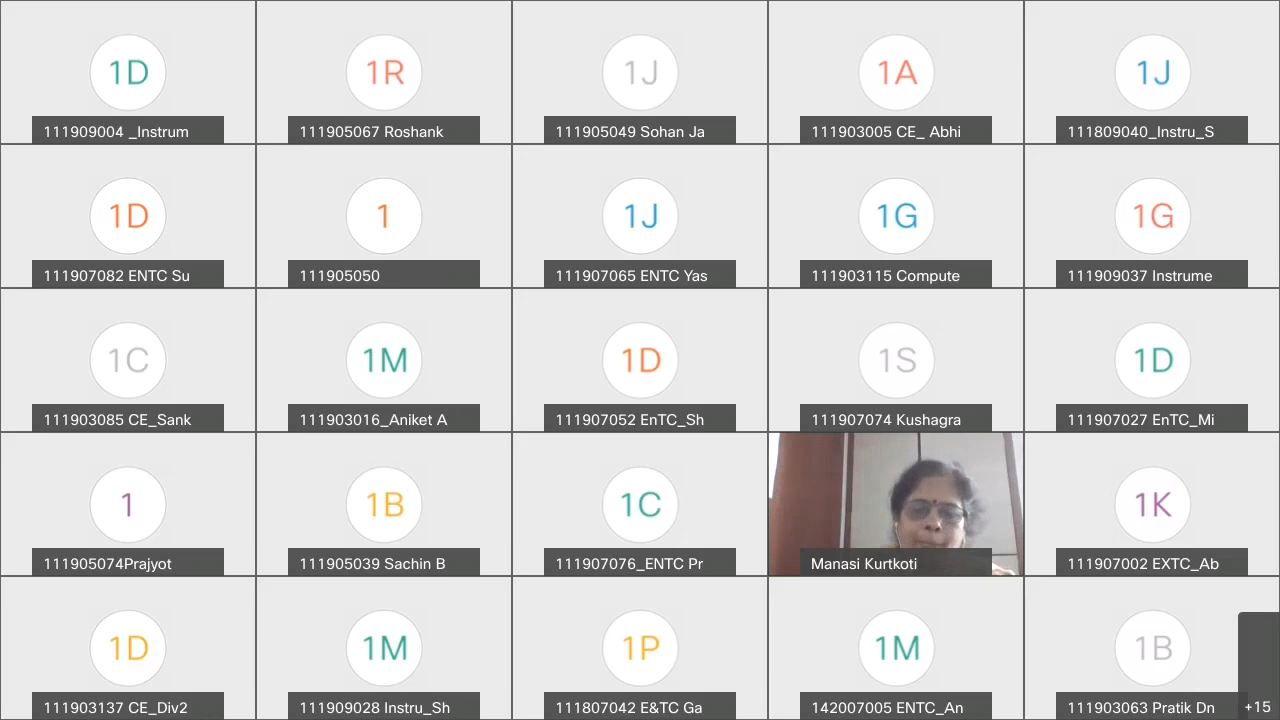 1D
1R
1J
1A
1J
111909004 _Instrum
111905067 Roshank
111905049 Sohan Ja
111903005 CE_ Abhi
111809040_Instru_S
1D
1
1J
1G
1G
111907082 ENTC Su
111905050
111907065 ENTC Yas
111903115 Compute
111909037 Instrume
1C
1M
1D
1S
1D
111903085 CE_Sank
111903016_Aniket A
111907052 EnTC_Sh
111907074 Kushagra
111907027 EnTC_Mi
1
1B
1C
1K
111905074Prajyot
111905039 Sachin B
111907076_ENTC Pr
Manasi Kurtkoti
111907002 EXTC_Ab
1D
1M
1P
1M
1B
111903137 CE_Div2
111909028 Instru_Sh
111807042 E&TC Ga
142007005 ENTC_An
111903063 Pratik Dn
+15